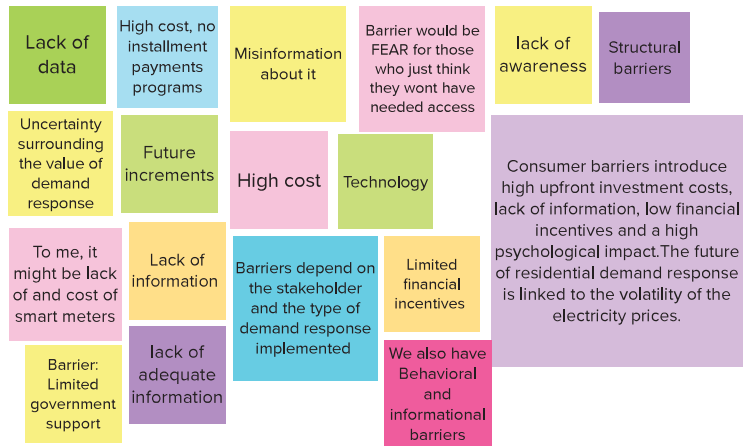 Lack of
data
High cost, no
installment
payments
programs
Misinformation
about it
Barrier would be
FEAR for those
who just think
they wont have
needed access
lack of
awareness
Structural
barriers
Uncertainty
surrounding
the value of
demand
response
Future
increments
High cost
Technology
Consumer barriers introduce
high upfront investment costs,
lack of information, low financial
incentives and a high
psychological impact.The future
of residential demand response
is linked to the volatility of the
electricity prices.
To me, it
might be lack
of and cost of
smart meters
Lack of
information
Barriers depend on
the stakeholder
and the type of
demand response
implemented
Limited
financial
incentives
Barrier:
Limited
government
support
lack of
adequate
information
We also have
Behavioral
and
informational
barriers